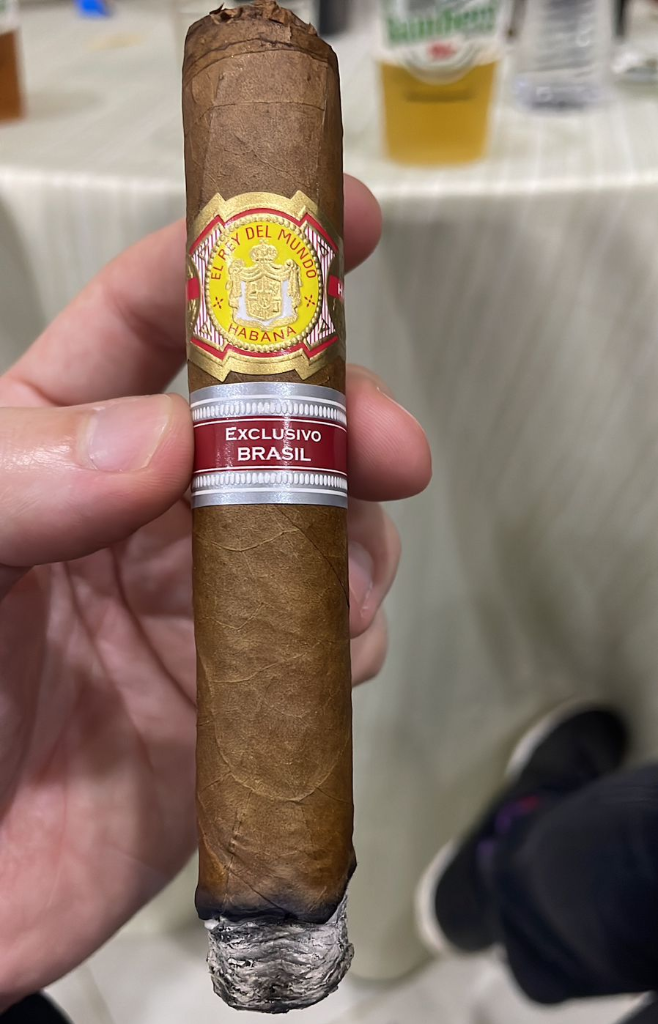 EL REY DEL MUNDO
HABANA
EXCLUSIVO
BRASIL